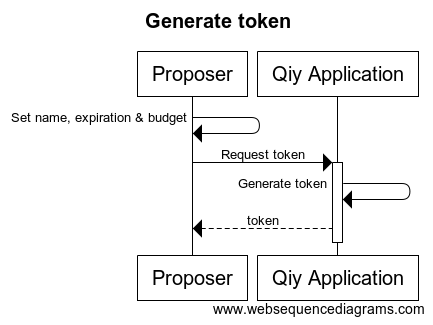 Generate token
Proposer
Qiy Application
Set name, expiration & budget
Request token
Generate token
token
Proposer
Qiy Application
www.websequencediagrams.com